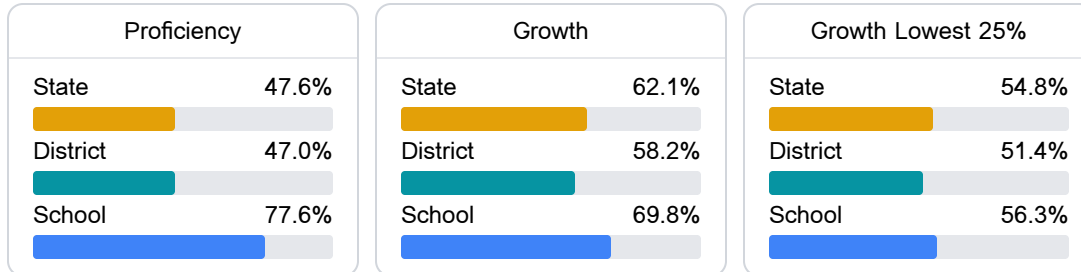 Proficiency
State 47.6%
District 47.0%
School 77.6%
Growth
State 62.1%
District 58.2%
School 69.8%
Growth Lowest 25%
State 54.8%
District 51.4%
School 56.3%